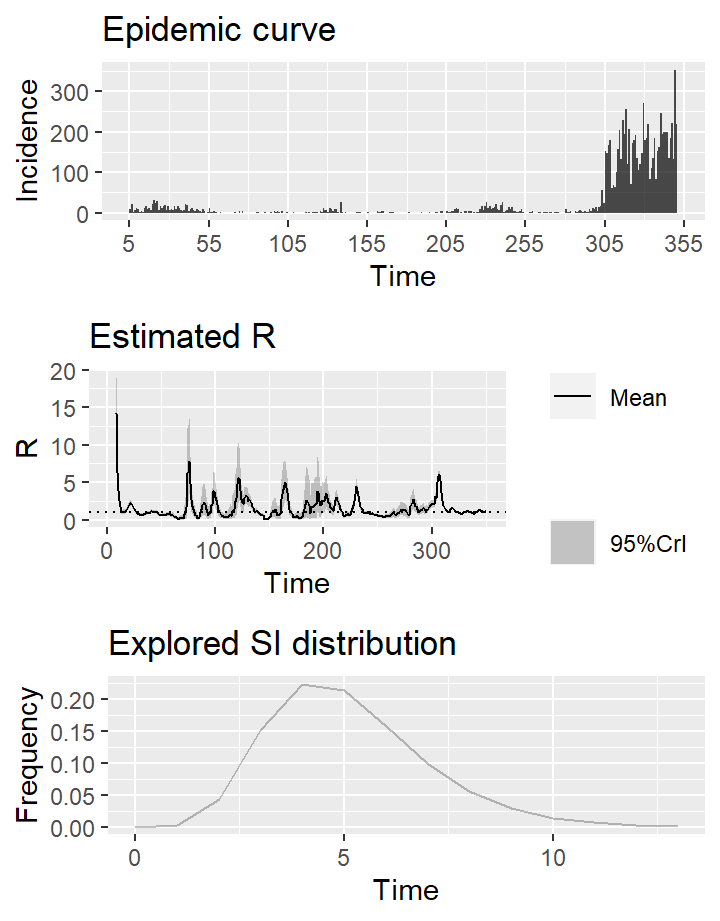 Epidemic curve
Incidence
300
200
100
0
5 55 105 155 205 255 305 355
Time
Estimated R
R
20
15
10
5
0
0 100 200 300
Time
Mean
95%CrI
Explored SI distribution
Frequency
0.20
0.15
0.10
0.05
0.00
0 5 10
Time